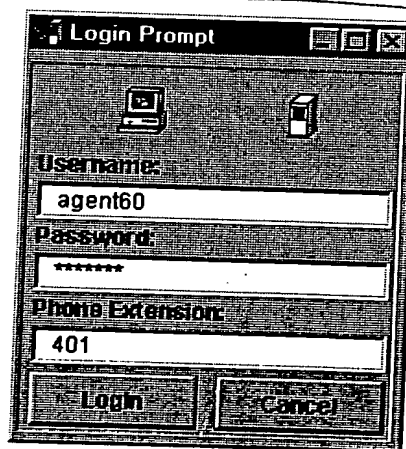 Login Prompt
Username:
agent60
Password:
*******
Phone Extension:
401
Login Cancel